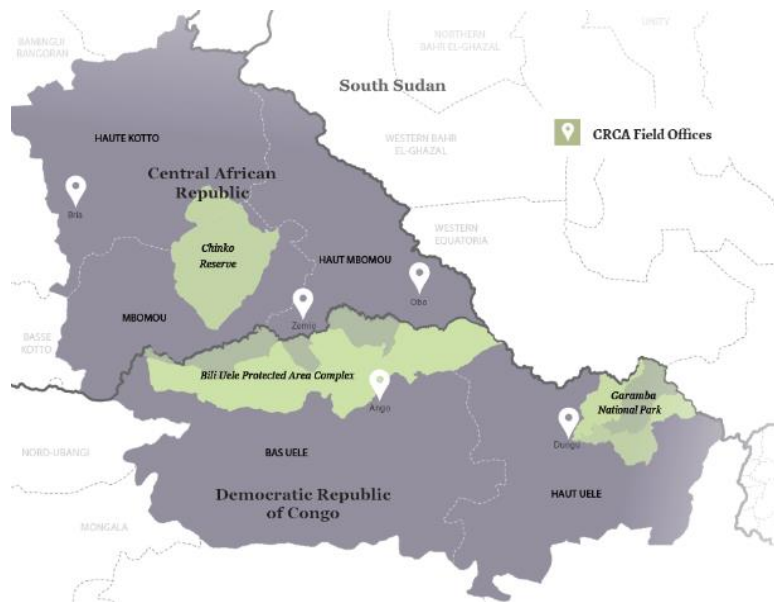 BAMINGUI
BANGORAN
NORTHERN
BAHR EL-GHAZAL
UNITY
South Sudan
CRCA Field Offices
WESTERN BAHR
EL-GHAZAL
HAUTE KOTTO
Central African
Republic
Bria
WESTERN
EQUATORIA
Chinko
Reserve
HAUT MBOMOU
Obo
MBOMOU
Zemio
BASSE
KOTTO
Bili Uele Protected Area Complex
Ango
Garamba
National Park
Dungu
NORD-UBANGI
BAS UELE
HAUT UELE
Democratic Republic
of Congo
MONGALA